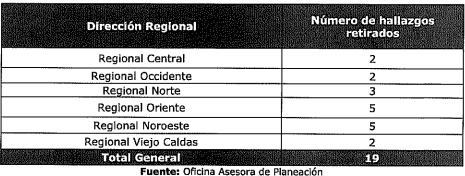 Dirección Regional Número de hallazgos
retirados
Regional Central 2
Regional Occidente 2
Regional Norte 3
Regional Oriente 5
Regional Noroeste 5
Regional Viejo Caldas 2
Total General 19
Fuente: Oficina Asesora de Planeación